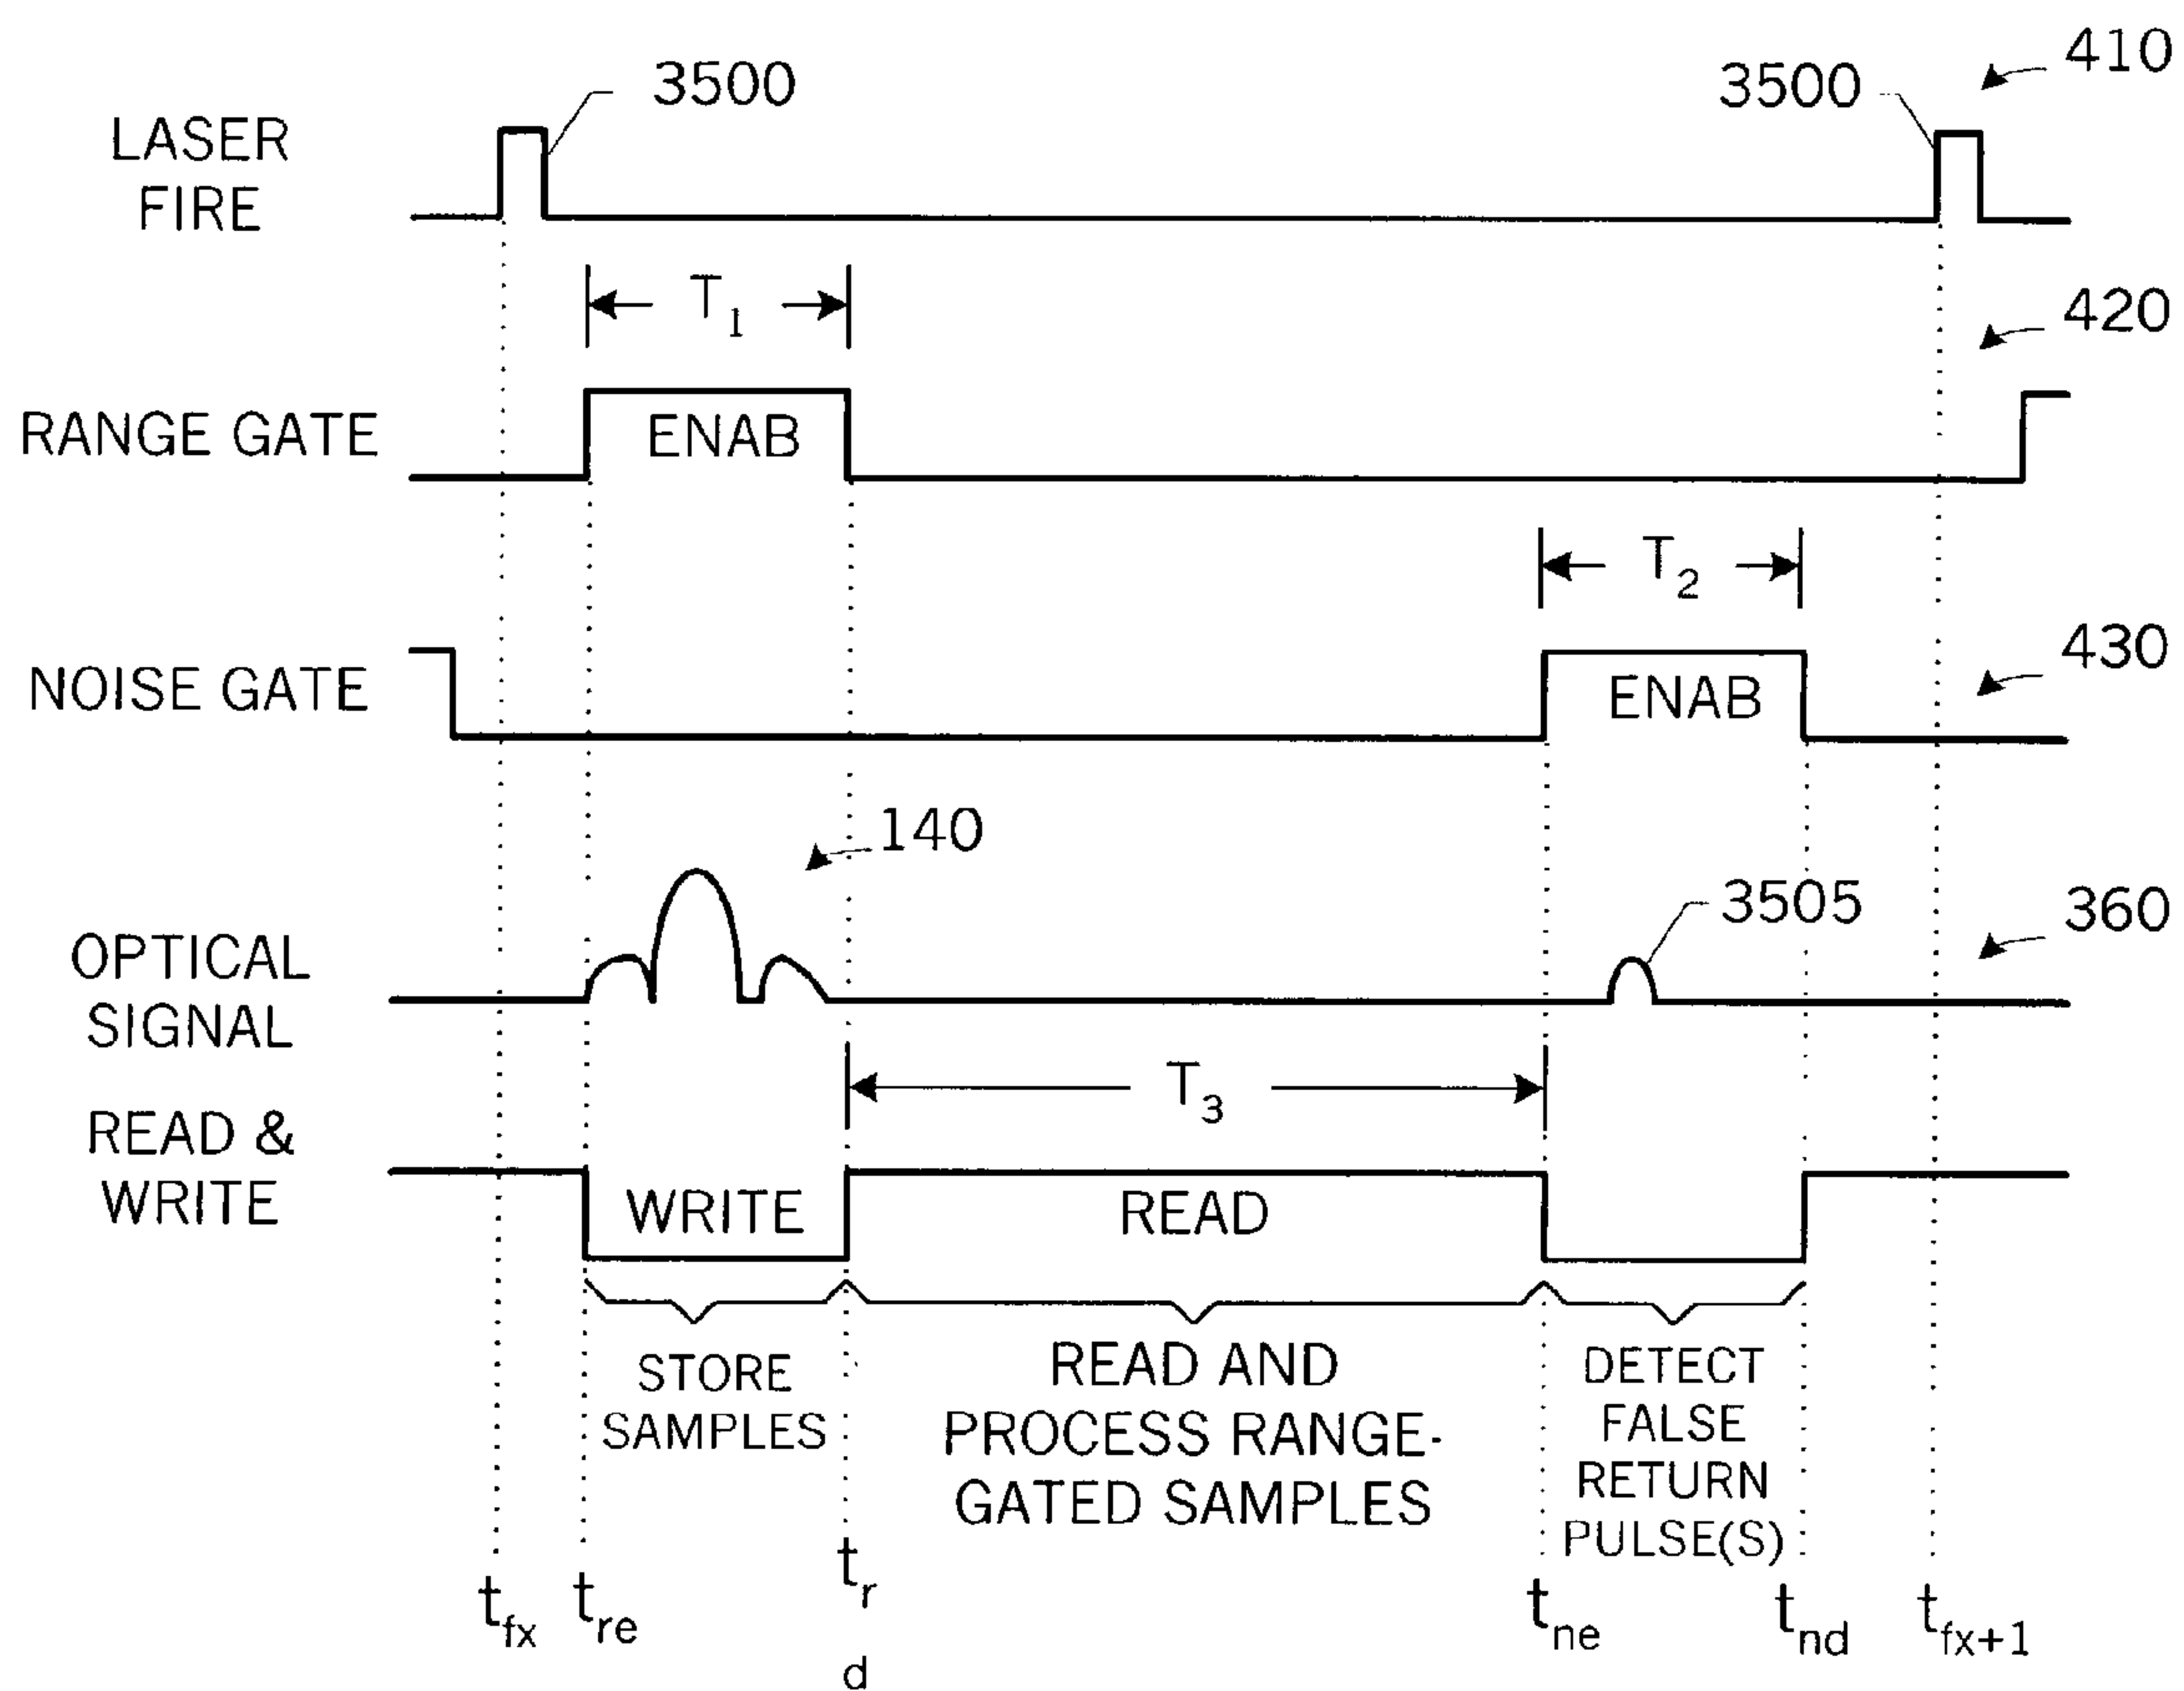 410
3500
3500
LASER
FIRE
T1
420
RANGE GATE
ENAB
T2
430
NOISE GATE
ENAB
140
3505
360
OPTICAL
SIGNAL
T3
READ &
WRITE
WRITE
READ
STORE
SAMPLES
READ AND
PROCESS RANGE-
GATED SAMPLES
DETECT
FALSE
RETURN
PULSE(S)
tfx
tre
tr
d
tne
tnd
tfx+1